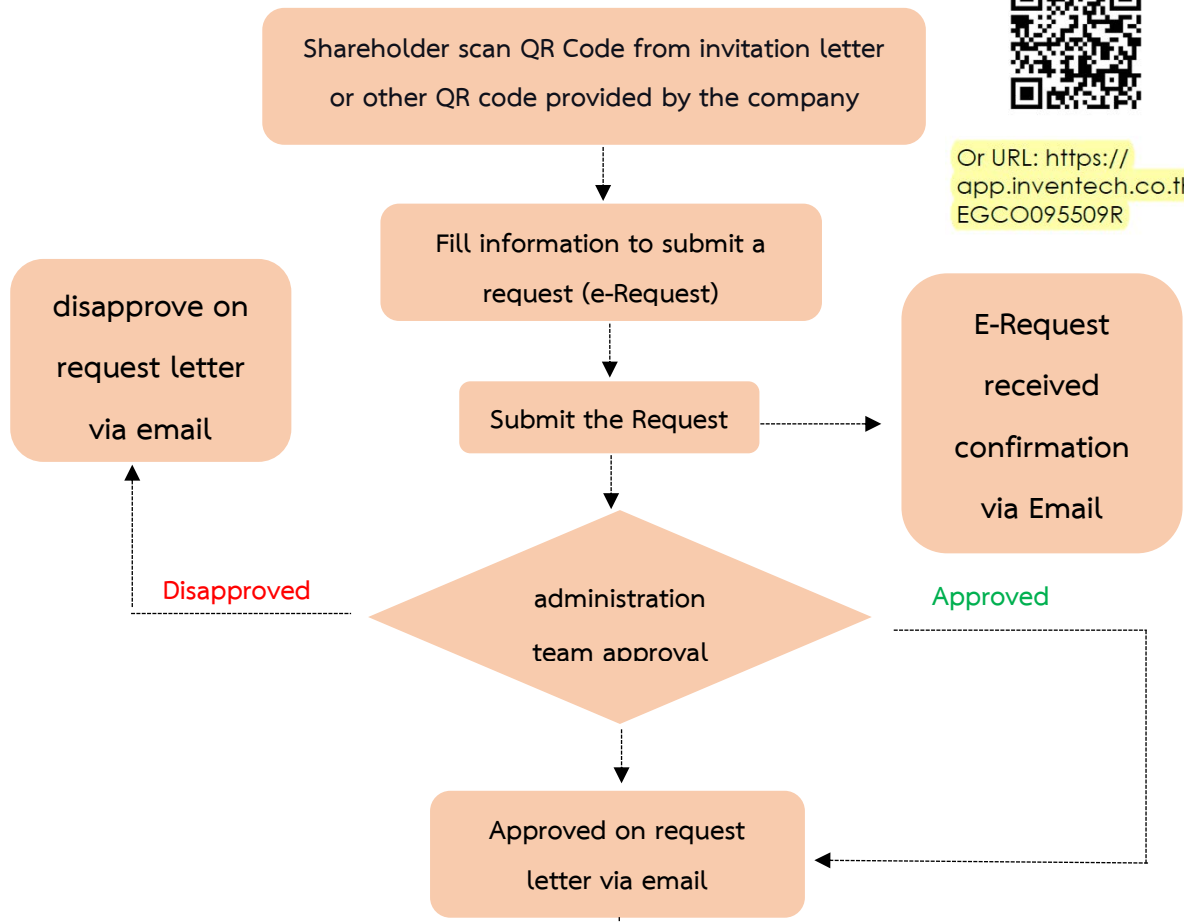 Shareholder scan QR Code from invitation letter
or other QR code provided by the company
Or URL: https://
app.inventech.co.th
EGCO095509R
Fill information to submit a
request (e-Request)
disapprove on
request letter
via email
E-Request
received
confirmation
via Email
Submit the Request
Disapproved
administration
team approval
Approved
Approved on request
letter via email